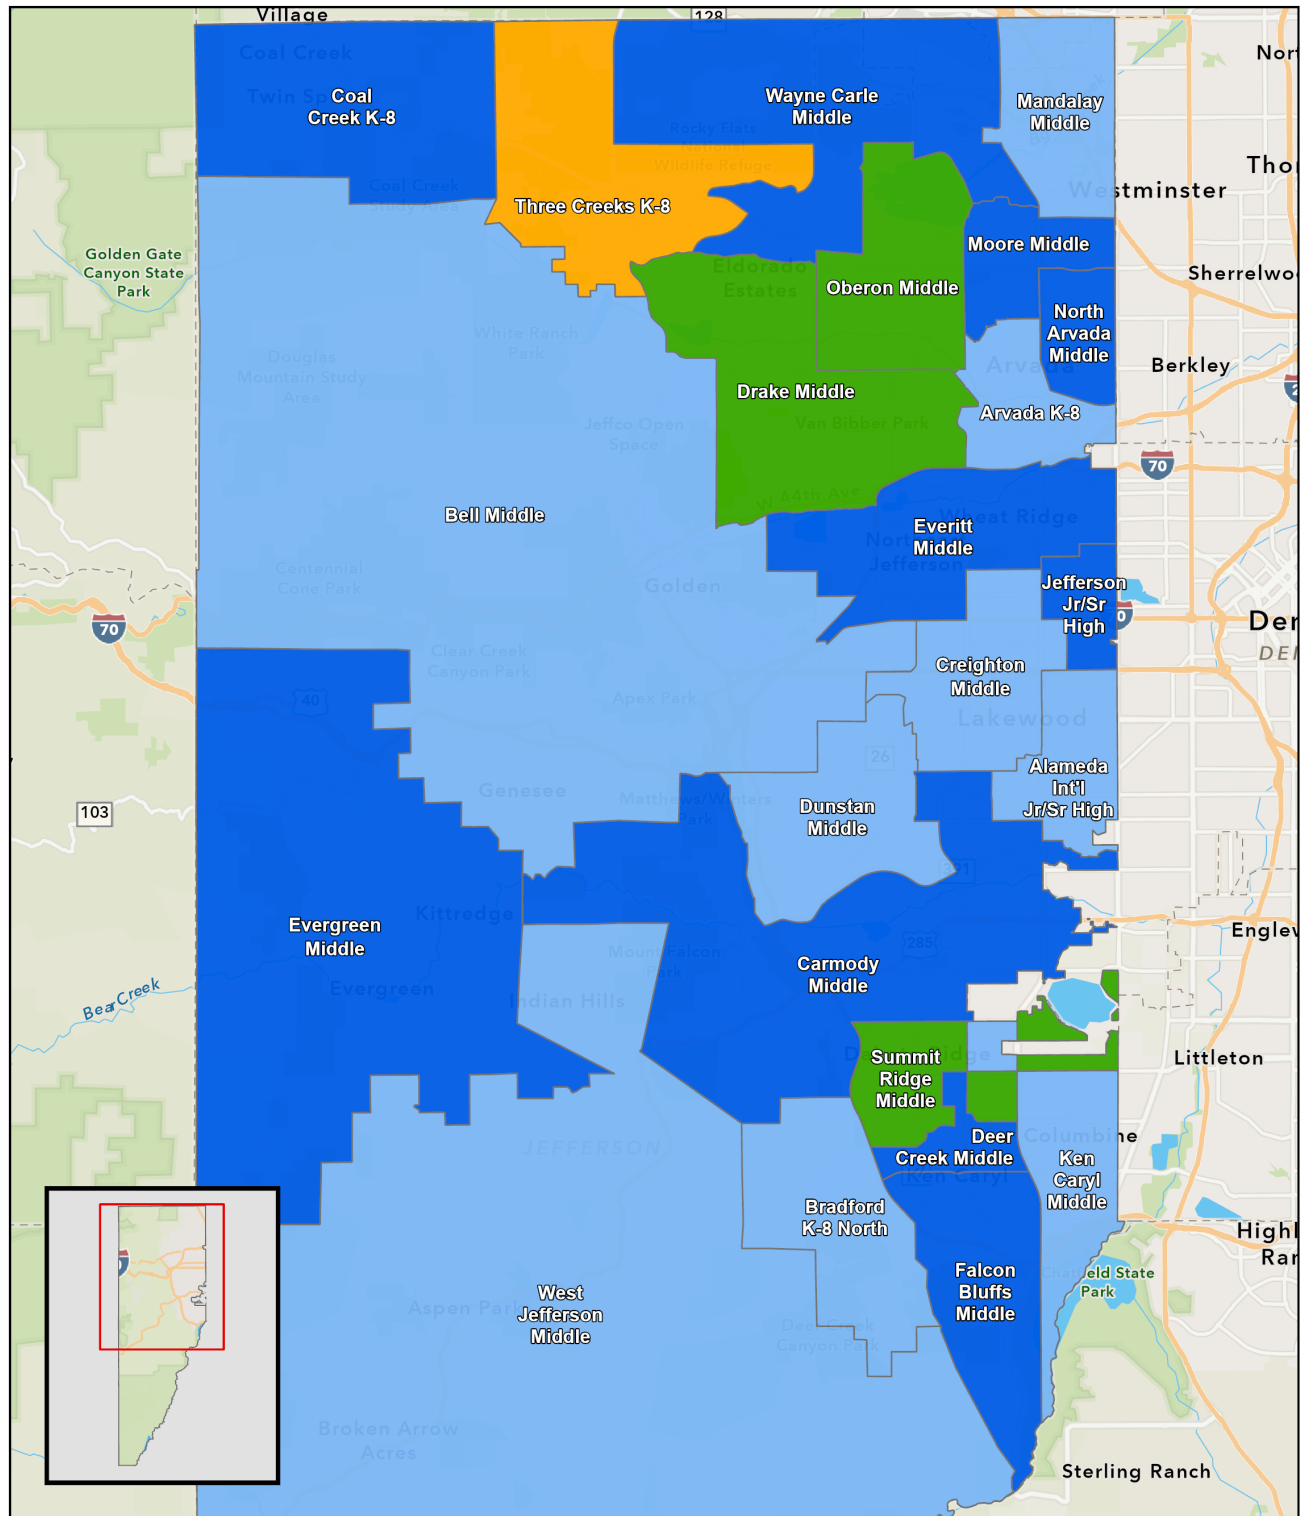 Village
128
Coal Creek
Nort
Coal
Creek K-8
Twin Sp
Wayne Carle
Middle
Mandalay
Middle
Rocky Flats
National
Wildlife Refuge
Thor
Coal Creek
Study Area
Westminster
Three Creeks K-8
Moore Middle
Golden Gate
Canyon State
Park
Eldorado
Estates
Sherrelwo
Oberon Middle
North
Arvada
Middle
White Ranch
Park
Douglas
Mountain Study
Area
Arvada
Berkley
Drake Middle
Arvada K-8
Jeffco Open
Space
Van Bibber Park
70
W 44th Ave
Bell Middle
Everitt
Middle
Wheat Ridge
North
Jefferson
Centennial
Cone Park
Golden
Jefferson
Jr/Sr
High
70
Den
DEN
Clear Creek
Canyon Park
Creighton
Middle
40
Apex Park
Lakewood
26
Alameda
Int'l
Jr/Sr High
Genesee
Matthews/Winters
Park
Dunstan
Middle
103
391
Kittredge
Evergreen
Middle
Englew
Mount Falcon
Park
285
Carmody
Middle
Evergreen
Indian Hills
Bear Creek
Dakota Ridge
Littleton
Summit
Ridge
Middle
JEFFERSON
Deer
Creek Middle
Columbine
Ken
Caryl
Middle
Ken Caryl
Bradford
K-8 North
Highl
Ran
Falcon
Bluffs
Middle
Chatfield State
Park
West
Jefferson
Middle
Aspen Park
Deer Creek
Canyon Park
Broken Arrow
Acres
Sterling Ranch